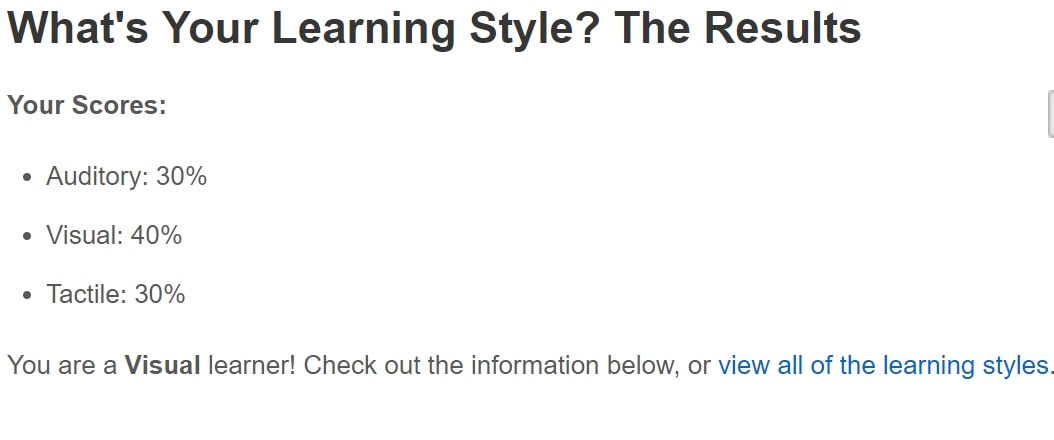 What's Your Learning Style? The Results
Your Scores:
• Auditory: 30%
• Visual: 40%
• Tactile: 30%
You are a Visual learner! Check out the information below, or view all of the learning styles.